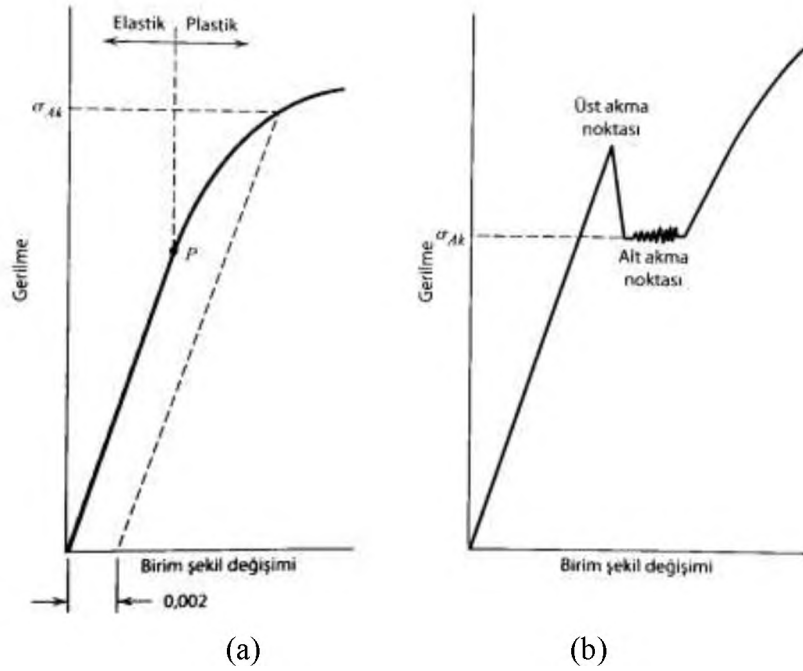 Elastik
Plastik
σAk
P
Gerilme
Birim şekil değişimi
0,002
(a)
Üst akma
noktası
σAk
Alt akma
noktası
Gerilme
Birim şekil değişimi
(b)